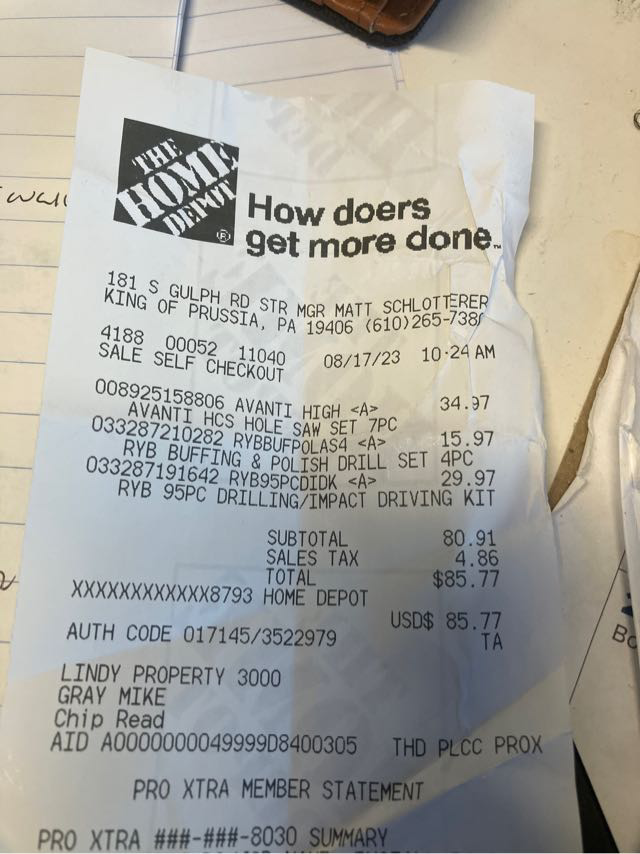 THE
HOME
DEPOT
How doers
get more done™
181 S GULPH RD STR MGR MATT SCHLOTTERER
KING OF PRUSSIA, PA 19406 (610)265-738
4188 00052 11040 08/17/23 10:24 AM
SALE SELF CHECKOUT
008925158806 AVANTI HIGH <A> 34.97
AVANTI HCS HOLE SAW SET 7PC
033287210282 RYBBUFPOLAS4 <A> 15.97
RYB BUFFING & POLISH DRILL SET 4PC
033287191642 RYB95PCDIDK <A> 29.97
RYB 95PC DRILLING/IMPACT DRIVING KIT
SUBTOTAL 80.91
SALES TAX 4.86
TOTAL $85.77
XXXXXXXXXXXX8793 HOME DEPOT
USD$ 85.77
AUTH CODE 017145/3522979 TA
LINDY PROPERTY 3000
GRAY MIKE
Chip Read
AID A0000000049999D8400305 THD PLCC PROX
PRO XTRA MEMBER STATEMENT
PRO XTRA ###-###-8030 SUMMARY